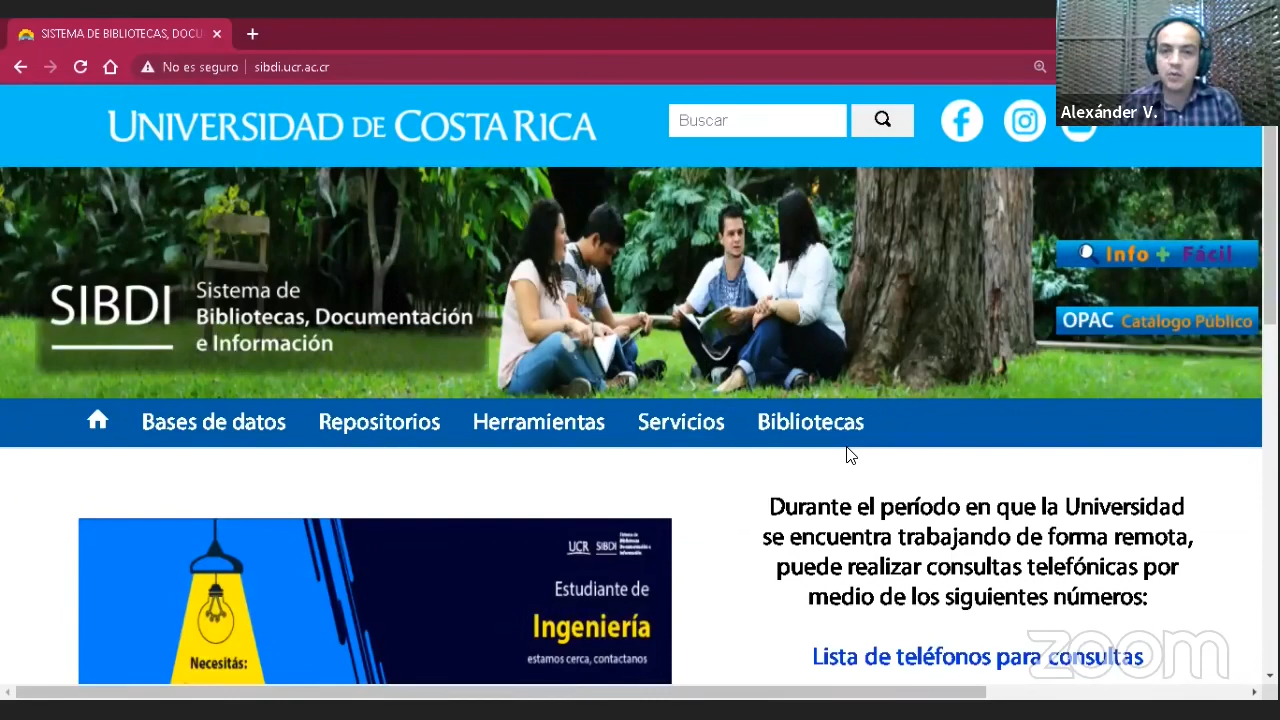 SISTEMA DE BIBLIOTECAS, DOCU
No es seguro
sibdi.ucr.ac.cr
Alexánder V.
UNIVERSIDAD DE COSTA RICA
Buscar
Info + Fácil
SIBDI
Sistema de
Bibliotecas, Documentación
e Información
OPAC Catálogo Público
Bases de datos
Repositorios
Herramientas
Servicios
Bibliotecas
Durante el período en que la Universidad
se encuentra trabajando de forma remota,
puede realizar consultas telefónicas por
medio de los siguientes números:
Lista de teléfonos para consultas
UCR
SIBDI
Estudiante de
Ingeniería
estamos cerca, contactanos
Necesitás:
zoom